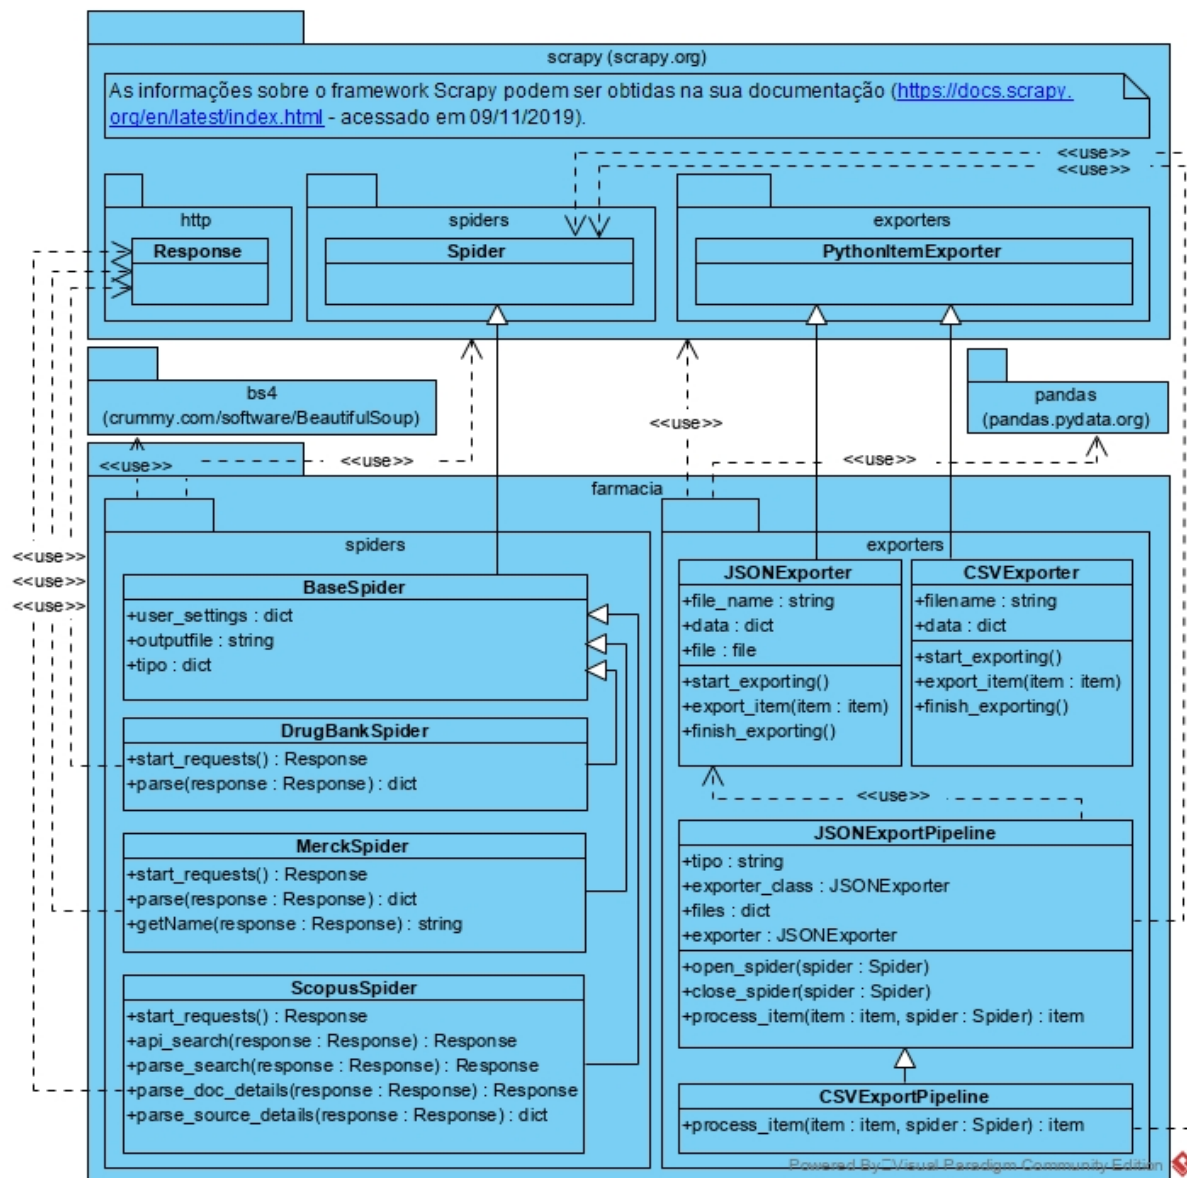 scrapy (scrapy.org)
As informações sobre o framework Scrapy podem ser obtidas na sua documentação (https://docs.scrapy.
org/en/latest/index.html - acessado em 09/11/2019).
<<use>>
<<use>>
http
spiders
exporters
Response
Spider
PythonItemExporter
bs4
(crummy.com/software/BeautifulSoup)
pandas
(pandas.pydata.org)
<<use>>
<<use>>
<<use>>
<<use>>
farmacia
spiders
exporters
<<use>>
<<use>>
<<use>>
BaseSpider
+user_settings : dict
+outputfile : string
+tipo : dict
DrugBankSpider
+start_requests() : Response
+parse(response : Response) : dict
MerckSpider
+start_requests() : Response
+parse(response : Response) : dict
+getName(response : Response) : string
ScopusSpider
+start_requests() : Response
+api_search(response : Response) : Response
+parse_search(response : Response) : Response
+parse_doc_details(response : Response) : Response
+parse_source_details(response : Response) : dict
JSONExporter
+file_name : string
+data : dict
+file : file
+start_exporting()
+export_item(item : item)
+finish_exporting()
CSVExporter
+filename : string
+data : dict
+start_exporting()
+export_item(item : item)
+finish_exporting()
<<use>>
JSONExportPipeline
+tipo : string
+exporter_class : JSONExporter
+files : dict
+exporter : JSONExporter
+open_spider(spider : Spider)
+close_spider(spider : Spider)
+process_item(item : item, spider : Spider) : item
CSVExportPipeline
+process_item(item : item, spider : Spider) : item
Powered By Visual Paradigm Community Edition